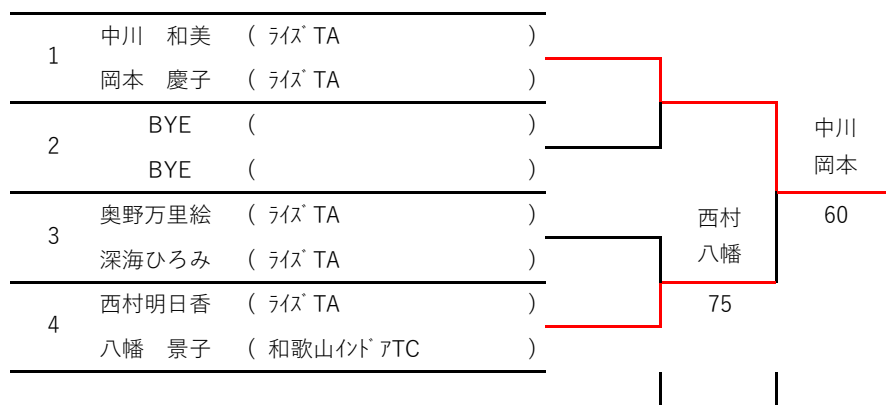 1
中川　和美 ( ﾗｲｽﾞTA )
岡本　慶子 ( ﾗｲｽﾞTA )
2
BYE ( )
BYE ( )
3
奥野万里絵 ( ﾗｲｽﾞTA )
深海ひろみ ( ﾗｲｽﾞTA )
4
西村明日香 ( ﾗｲｽﾞTA )
八幡　景子 ( 和歌山ｲﾝﾄﾞｱTC )
西村
八幡
75
中川
岡本
60